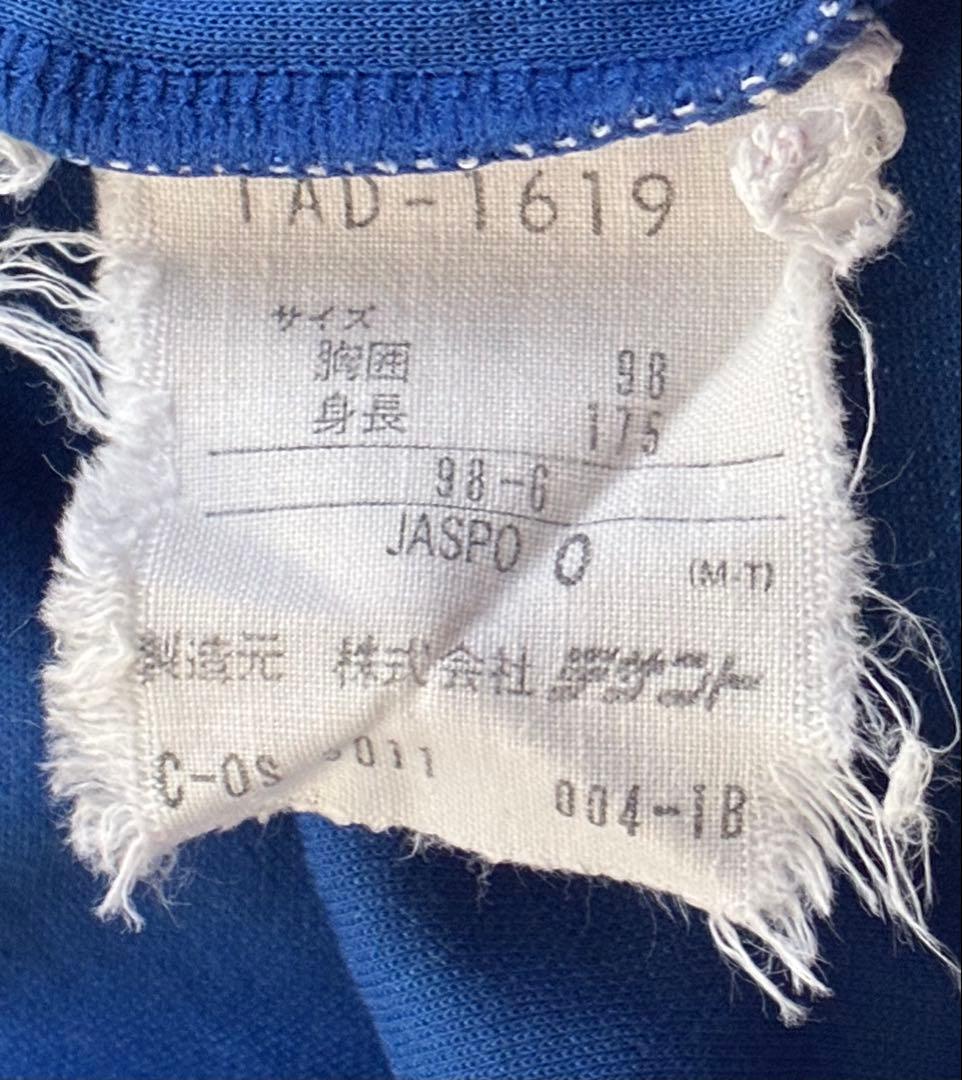 TAD-1619
サイズ
胸囲 98
身長 175
98-6
JASPO O (M-T)
製造元 株式会社 デサント
C-Os 011
004-1B